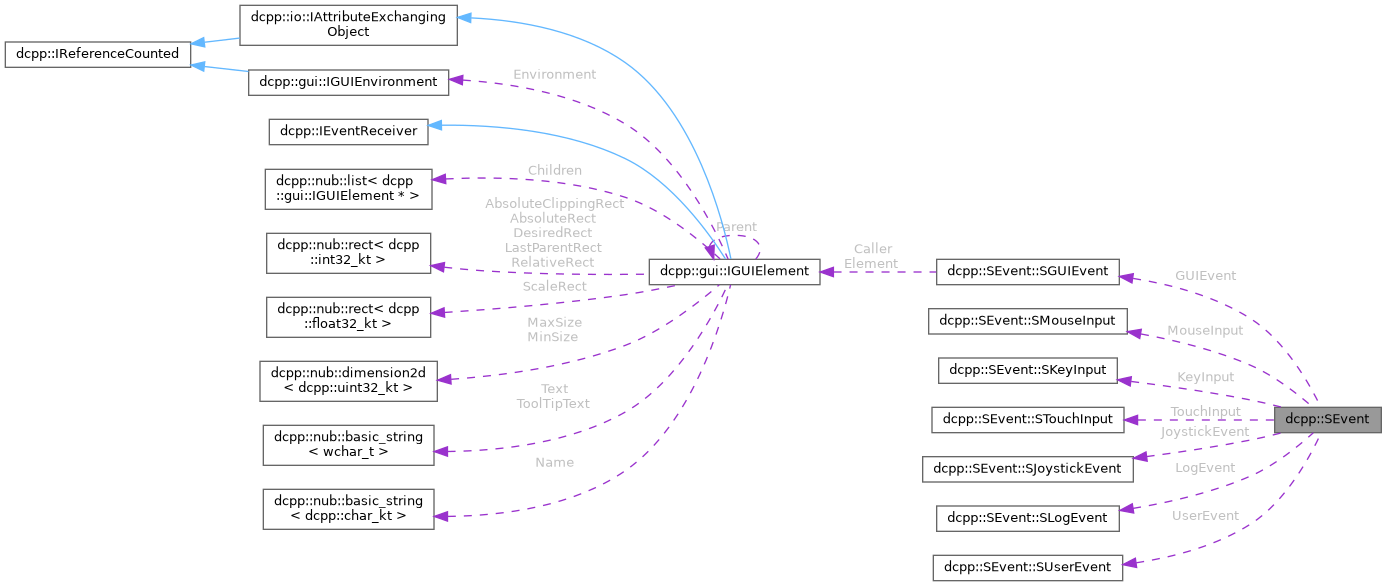 dcpp::io::IAttributeExchanging
Object
dcpp::IReferenceCounted
dcpp::gui::IGUIEnvironment
Environment
dcpp::IEventReceiver
Children
dcpp::nub::list< dcpp
::gui::IGUIElement * >
AbsoluteClippingRect
AbsoluteRect
DesiredRect
LastParentRect
RelativeRect
dcpp::nub::rect< dcpp
::int32_kt >
Parent
dcpp::gui::IGUIElement
Caller
Element
dcpp::SEvent::SGUIEvent
GUIEvent
ScaleRect
dcpp::nub::rect< dcpp
::float32_kt >
dcpp::SEvent::SMouseInput
MouseInput
MaxSize
MinSize
dcpp::nub::dimension2d
< dcpp::uint32_kt >
dcpp::SEvent::SKeyInput
KeyInput
Text
ToolTipText
dcpp::nub::basic_string
< wchar_t >
dcpp::SEvent::STouchInput
TouchInput
dcpp::SEvent
JoystickEvent
Name
dcpp::nub::basic_string
< dcpp::char_kt >
dcpp::SEvent::SJoystickEvent
LogEvent
dcpp::SEvent::SLogEvent
UserEvent
dcpp::SEvent::SUserEvent